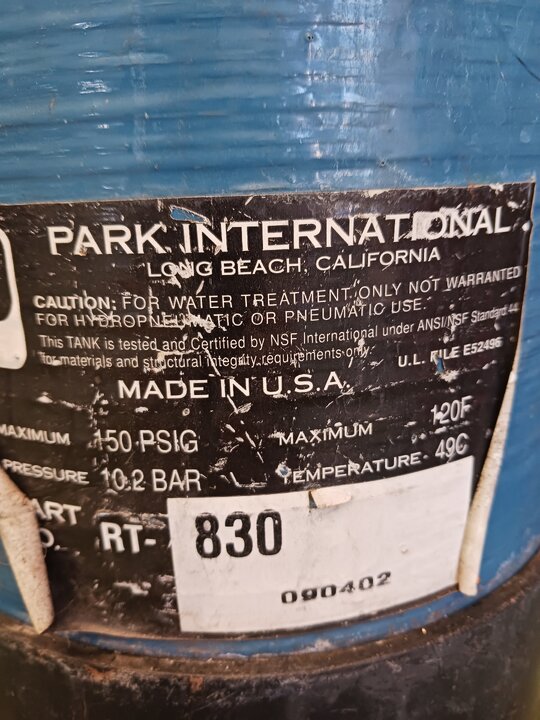 PARK INTERNATIONAL
LONG BEACH, CALIFORNIA
CAUTION: FOR WATER TREATMENT ONLY NOT WARRANTED
FOR HYDROPNEUMATIC OR PNEUMATIC USE.
This TANK is tested and Certified by NSF International under ANSI/NSF Standard 44
for materials and structural integrity requirements only.
U.L. FILE E52496
MADE IN U.S.A.
MAXIMUM 150 PSIG MAXIMUM 120F
PRESSURE 10.2 BAR TEMPERATURE 49C
ART
O. RT- 830
090402